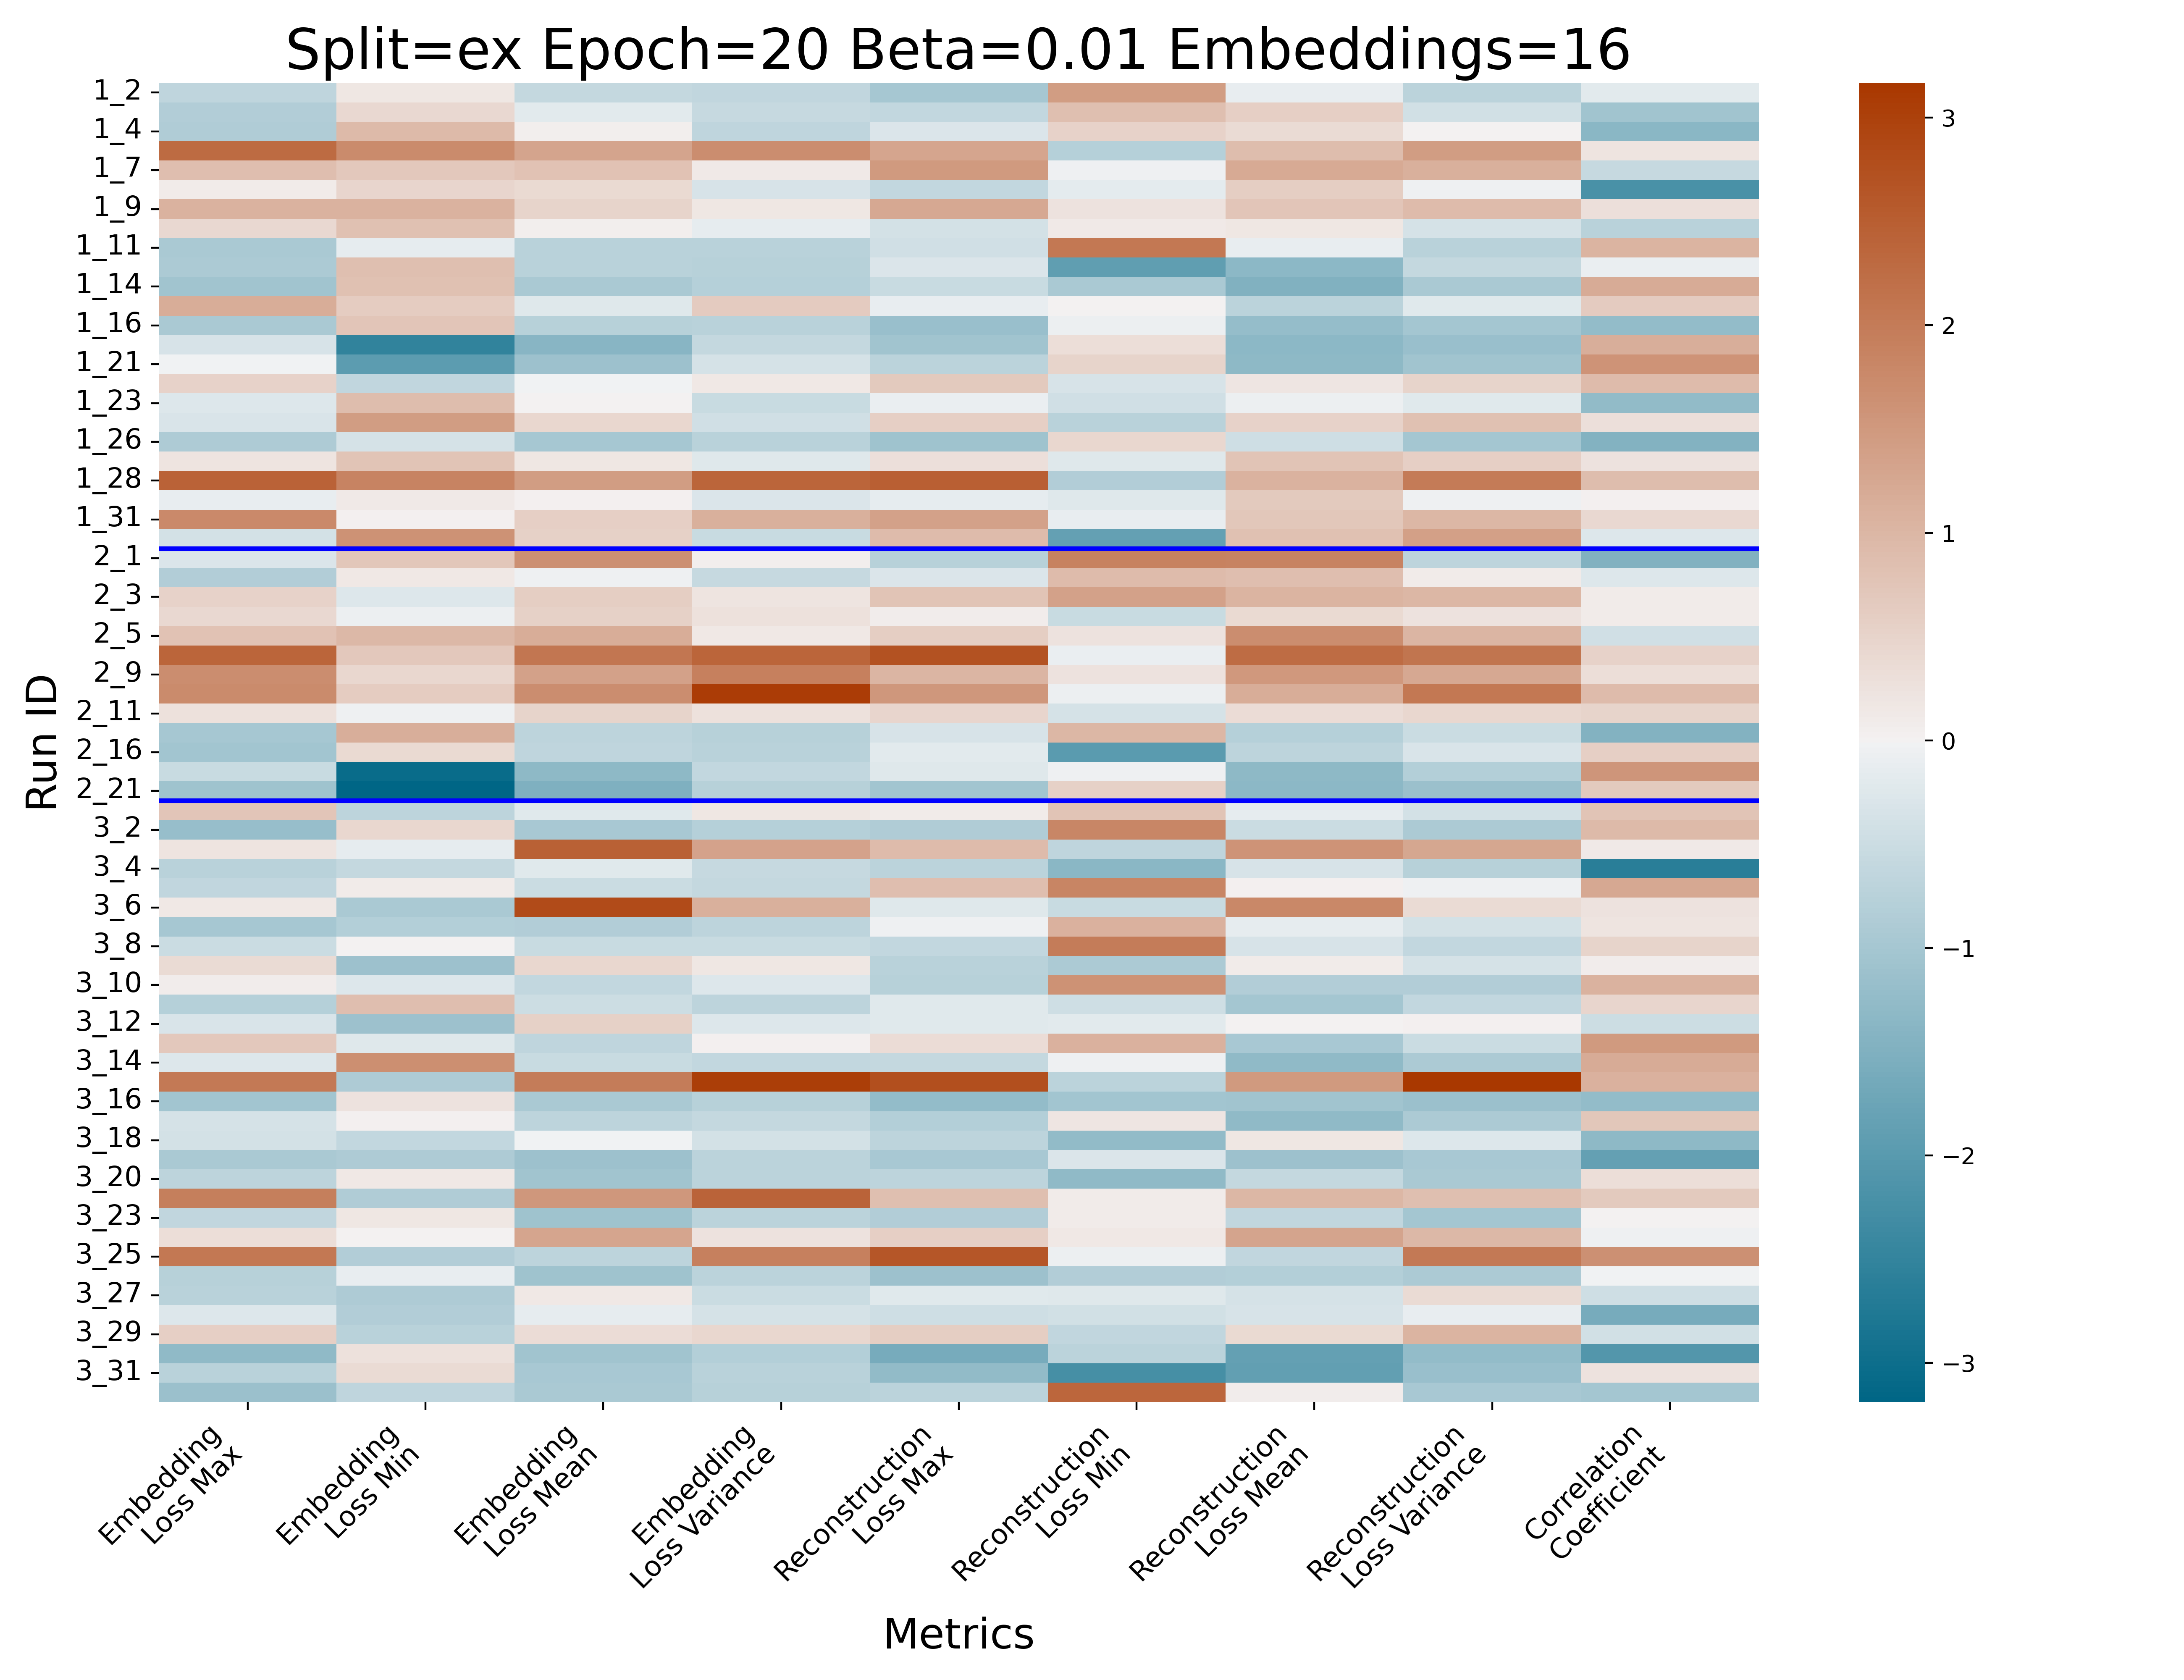 Split=ex Epoch=20 Beta=0.01 Embeddings=16
Run ID
1_2
1_4
1_7
1_9
1_11
1_14
1_16
1_21
1_23
1_26
1_28
1_31
2_1
2_3
2_5
2_9
2_11
2_16
2_21
3_2
3_4
3_6
3_8
3_10
3_12
3_14
3_16
3_18
3_20
3_23
3_25
3_27
3_29
3_31
Embedding
Loss Max
Embedding
Loss Min
Embedding
Loss Mean
Embedding
Loss Variance
Reconstruction
Loss Max
Reconstruction
Loss Min
Reconstruction
Loss Mean
Reconstruction
Loss Variance
Correlation
Coefficient
Metrics
3
2
1
0
−1
−2
−3